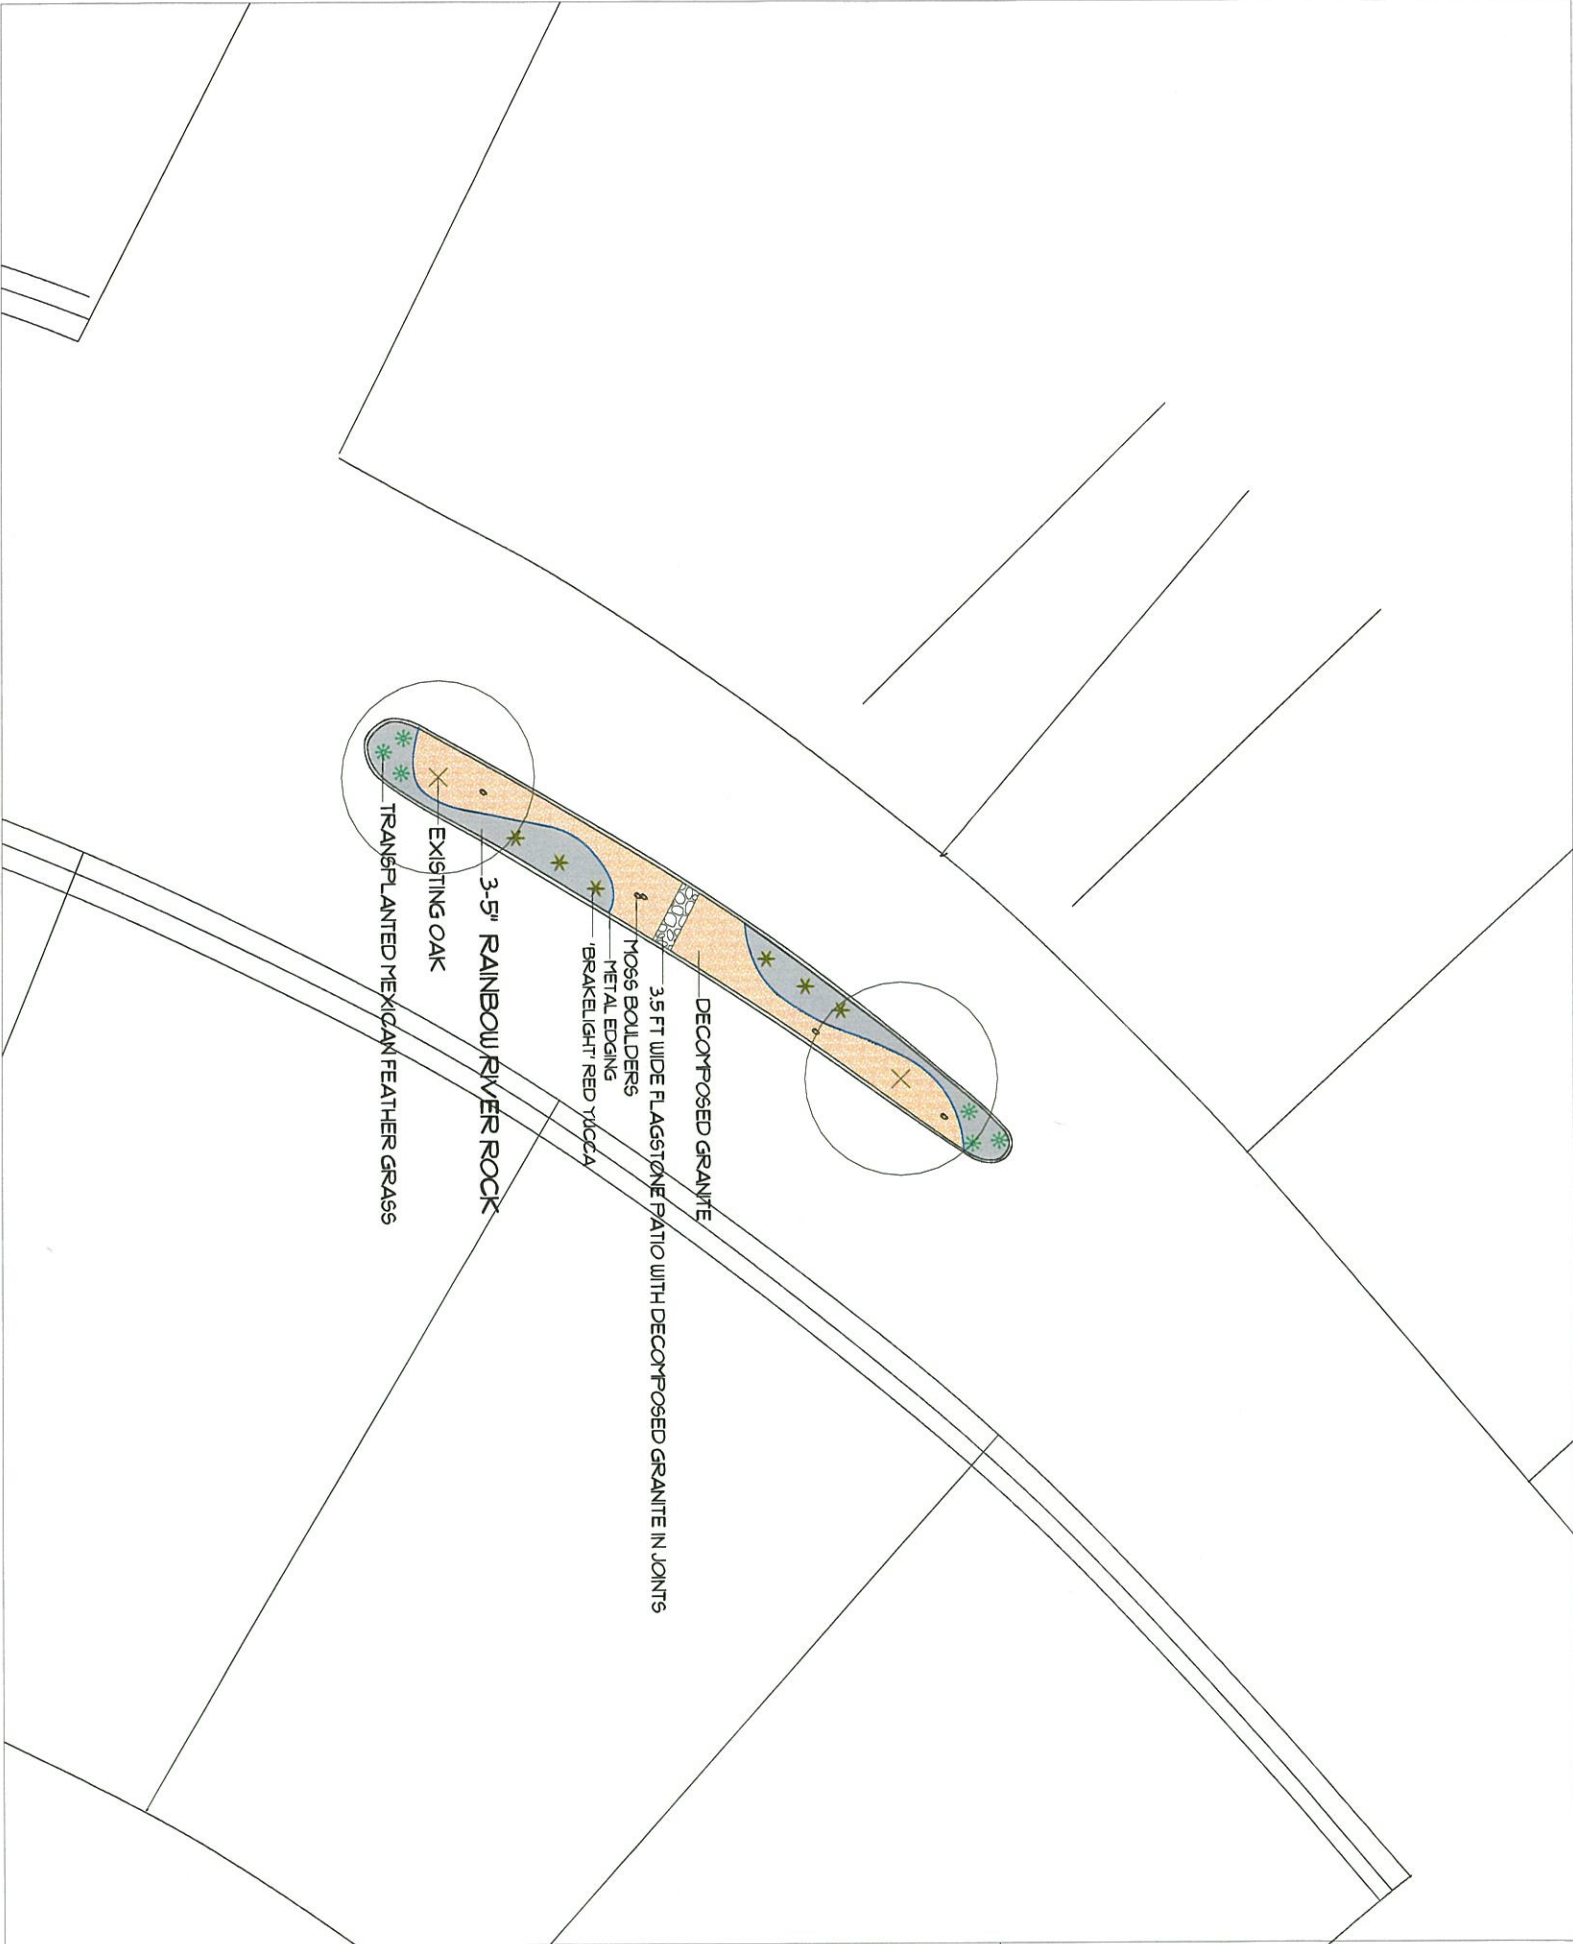 DECOMPOSED GRANITE
3.5 FT WIDE FLAGSTONE PATIO WITH DECOMPOSED GRANITE IN JOINTS
MOSS BOULDERS
METAL EDGING
'BRAKELIGHT' RED YUCCA
3-5" RAINBOW RIVER ROCK
EXISTING OAK
TRANSPLANTED MEXICAN FEATHER GRASS